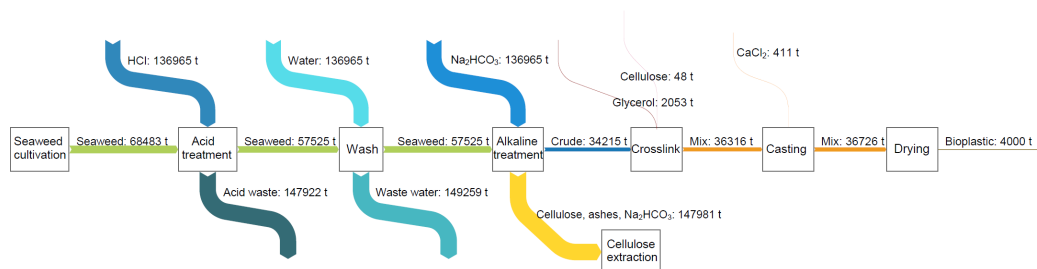 HCl: 136965 t
Water: 136965 t
Na₂HCO₃: 136965 t
CaCl₂: 411 t
Cellulose: 48 t
Glycerol: 2053 t
Seaweed cultivation
Seaweed: 68483 t
Acid treatment
Seaweed: 57525 t
Wash
Seaweed: 57525 t
Alkaline treatment
Crude: 34215 t
Crosslink
Mix: 36316 t
Casting
Mix: 36726 t
Drying
Bioplastic: 4000 t
Acid waste: 147922 t
Waste water: 149259 t
Cellulose, ashes, Na₂HCO₃: 147981 t
Cellulose
extraction